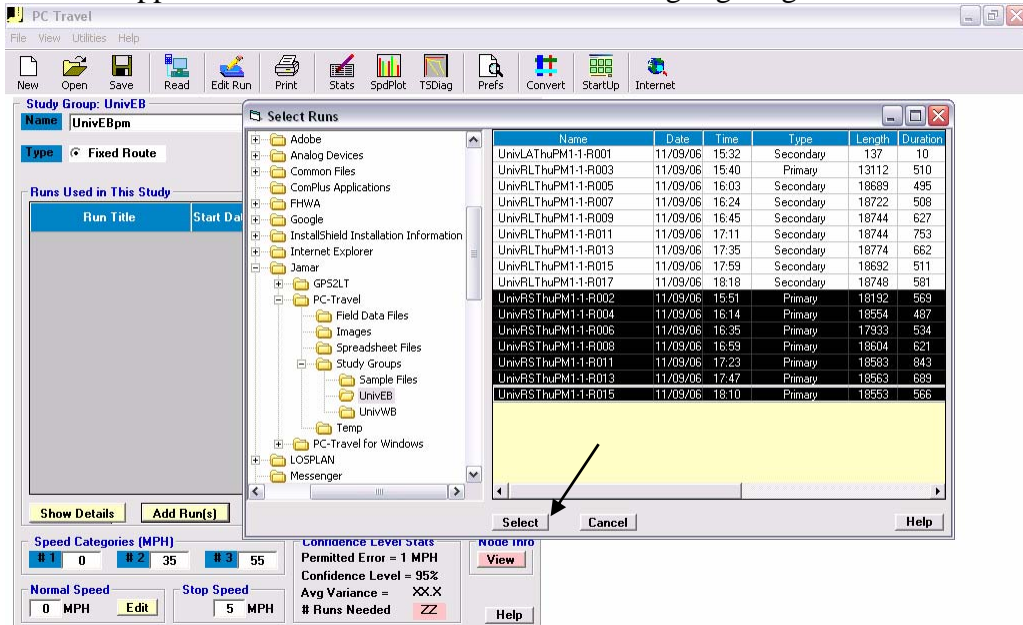 PC Travel
File View Utilities Help
New Open Save Read Edit Run Print Stats SpdPlot TSDiag Prefs Convert StartUp Internet
Study Group: UnivEB
Name UnivEBpm
Type Fixed Route
Runs Used in This Study
Run Title Start Da
Show Details Add Run(s)
Select Runs
Adobe
Analog Devices
Common Files
ComPlus Applications
FHWA
Google
InstallShield Installation Information
Internet Explorer
Jamar
GPS2LT
PC-Travel
Field Data Files
Images
Spreadsheet Files
Study Groups
Sample Files
UnivEB
UnivWB
Temp
PC-Travel for Windows
LOSPLAN
Messenger
Name Date Time Type Length Duration
UnivLAThuPM1-1-R001 11/09/06 15:32 Secondary 137 10
UnivRLThuPM1-1-R003 11/09/06 15:40 Primary 13112 510
UnivRLThuPM1-1-R005 11/09/06 16:03 Secondary 18689 495
UnivRLThuPM1-1-R007 11/09/06 16:24 Secondary 18722 508
UnivRLThuPM1-1-R009 11/09/06 16:45 Secondary 18744 627
UnivRLThuPM1-1-R011 11/09/06 17:11 Secondary 18744 753
UnivRLThuPM1-1-R013 11/09/06 17:35 Secondary 18774 662
UnivRLThuPM1-1-R015 11/09/06 17:59 Secondary 18692 511
UnivRLThuPM1-1-R017 11/09/06 18:18 Secondary 18748 581
UnivRSThuPM1-1-R002 11/09/06 15:51 Primary 18192 569
UnivRSThuPM1-1-R004 11/09/06 16:14 Primary 18554 487
UnivRSThuPM1-1-R006 11/09/06 16:35 Primary 17933 534
UnivRSThuPM1-1-R008 11/09/06 16:59 Primary 18604 621
UnivRSThuPM1-1-R011 11/09/06 17:23 Primary 18583 843
UnivRSThuPM1-1-R013 11/09/06 17:47 Primary 18563 689
UnivRSThuPM1-1-R015 11/09/06 18:10 Primary 18553 566
Select Cancel Help
Speed Categories (MPH)
# 1 0 # 2 35 # 3 55
Normal Speed
0 MPH Edit
Stop Speed
5 MPH
Confidence Level Stats
Permitted Error = 1 MPH
Confidence Level = 95%
Avg Variance = XX.X
# Runs Needed ZZ
Node Info
View
Help